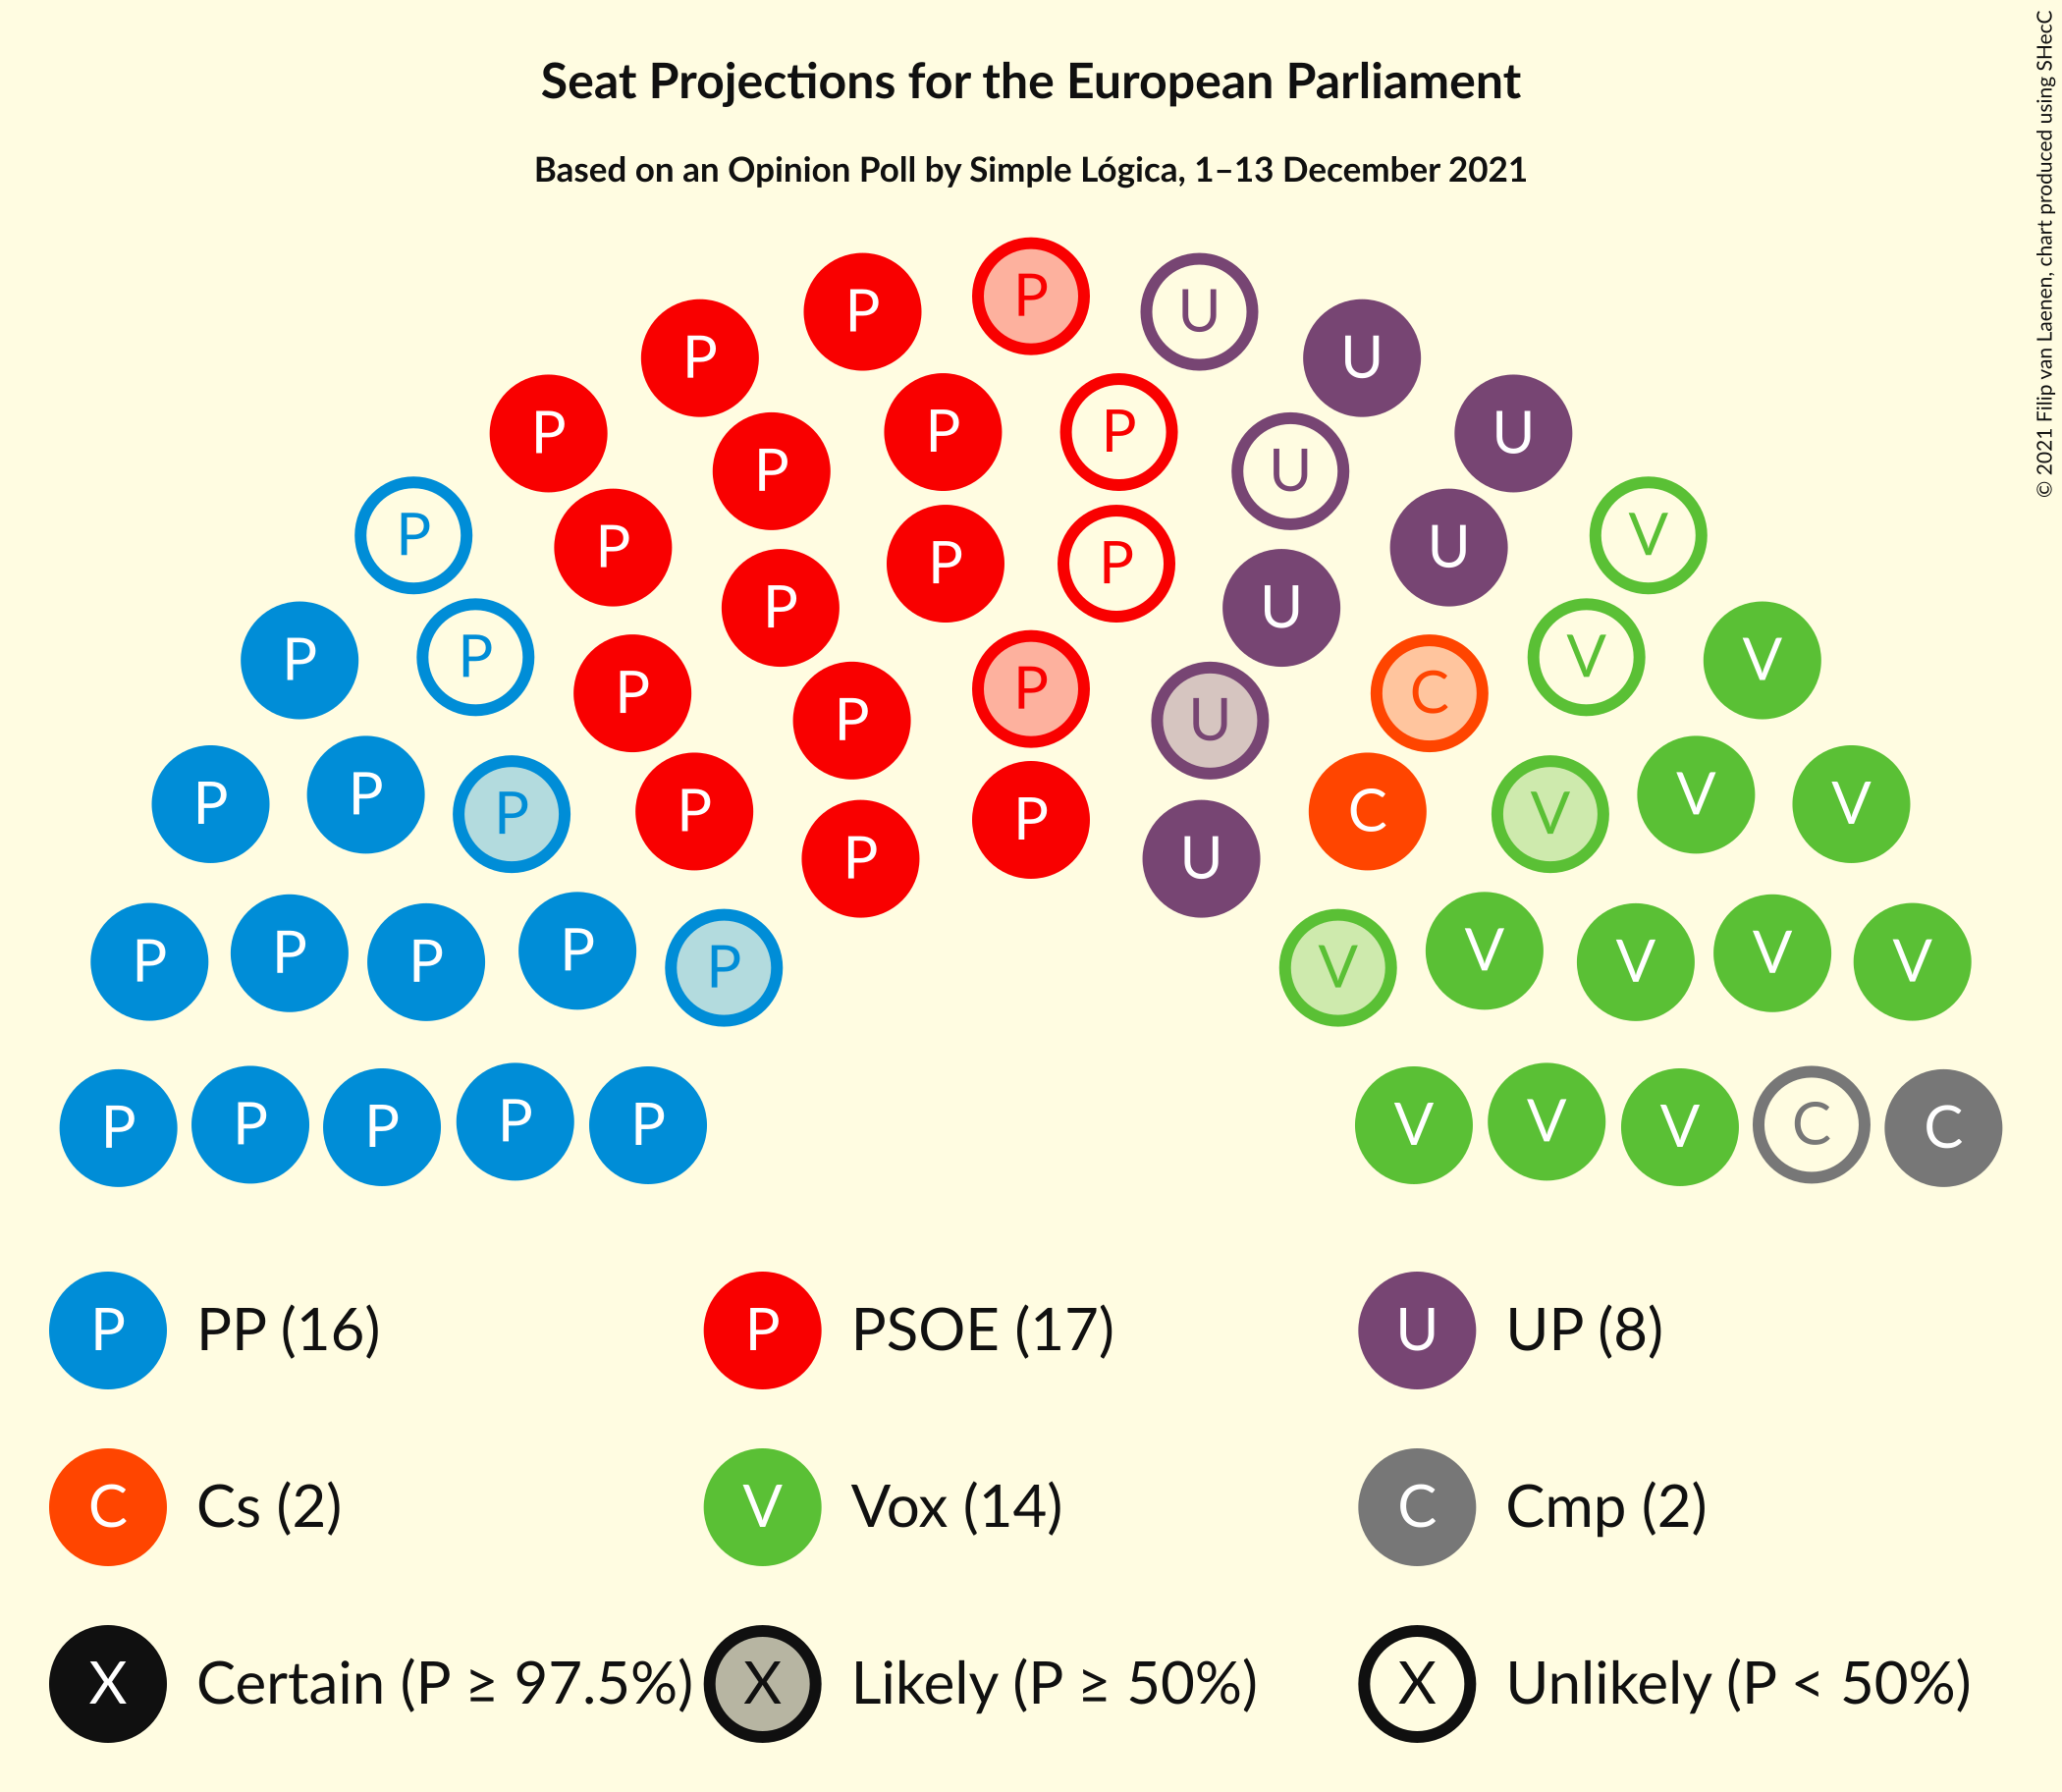 Seat Projections for the European Parliament
Based on an Opinion Poll by Simple Lógica, 1–13 December 2021
© 2021 Filip van Laenen, chart produced using SHecC
P
P U
P U
P P P U
P U
P P P P U V
P U
P P V V
P P C
P U
P P P P P C V V V
P U
P P P P P V V V V V
P P P P P V V V C C
P PP (16) P PSOE (17) U UP (8)
C Cs (2) V Vox (14) C Cmp (2)
X Certain (P ≥ 97.5%) X Likely (P ≥ 50%) X Unlikely (P < 50%)